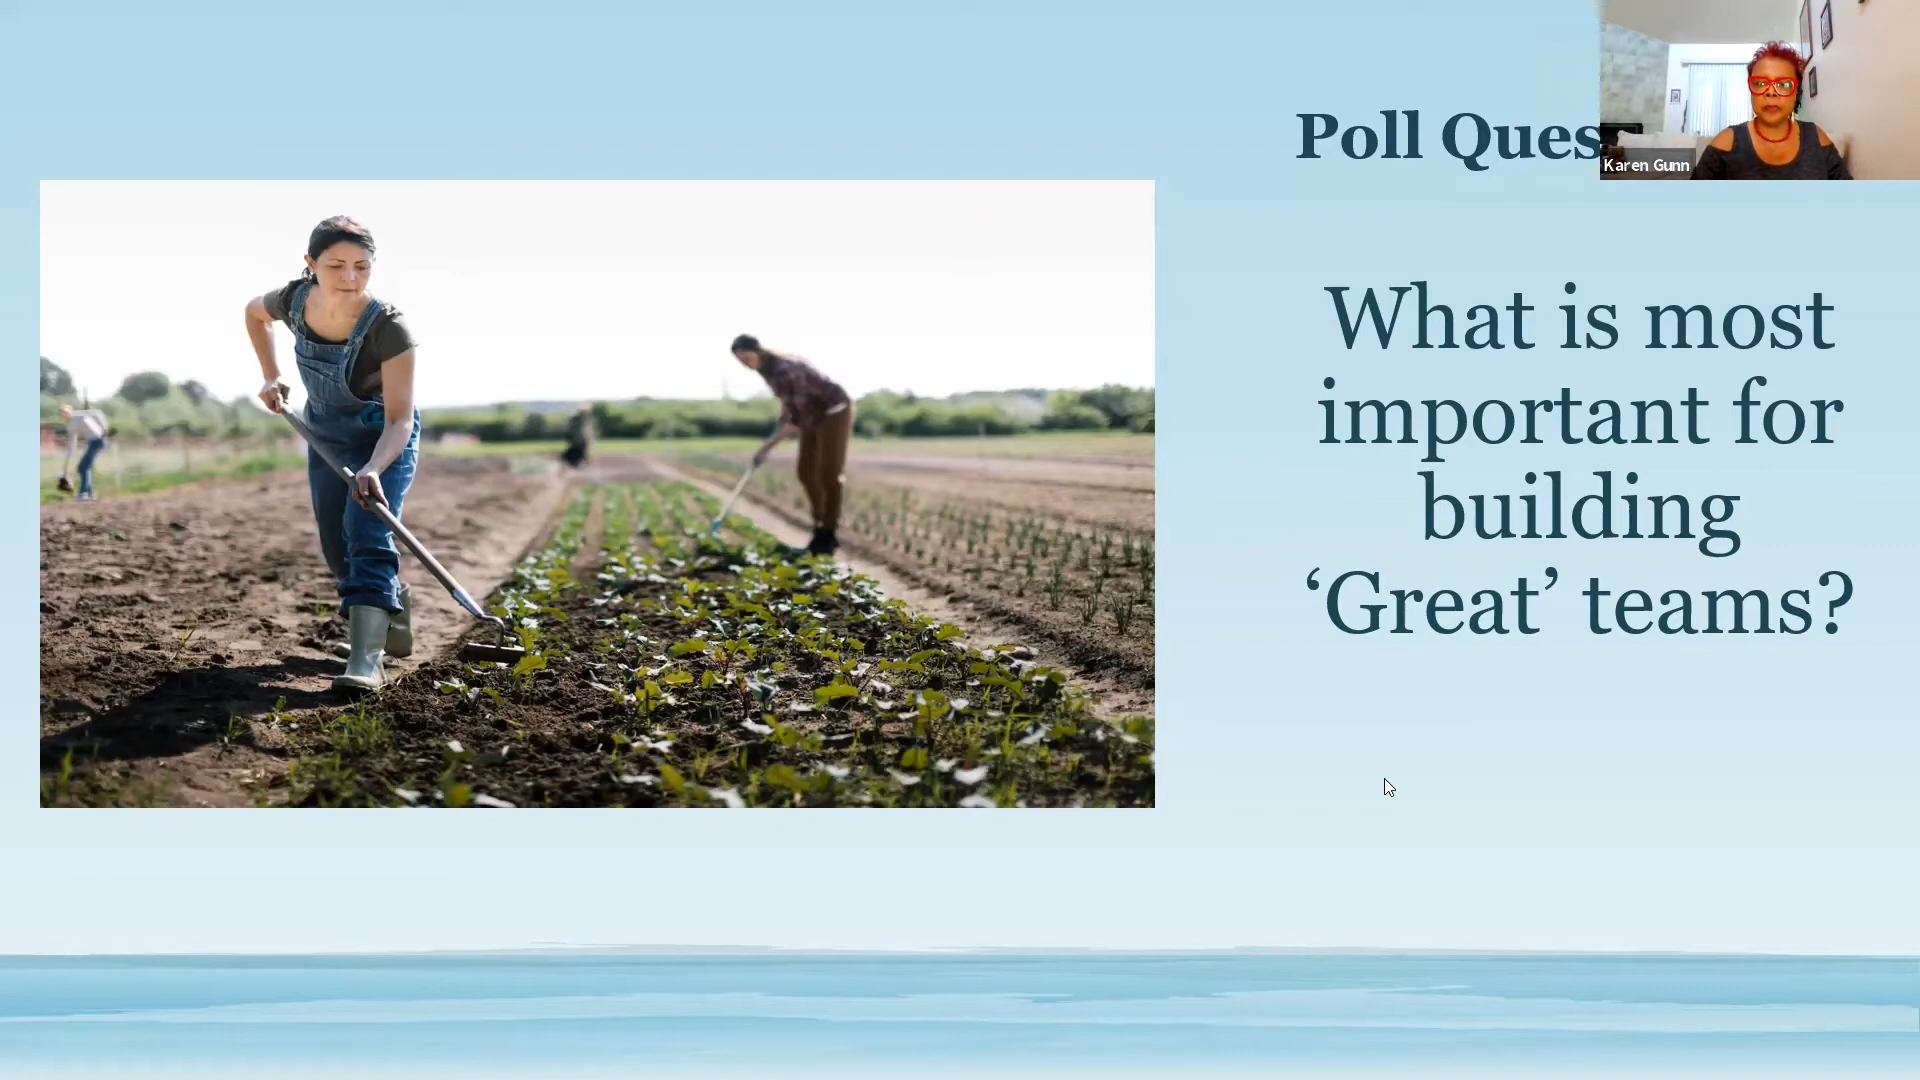 Poll Ques
Karen Gunn
What is most
important for
building
‘Great’ teams?